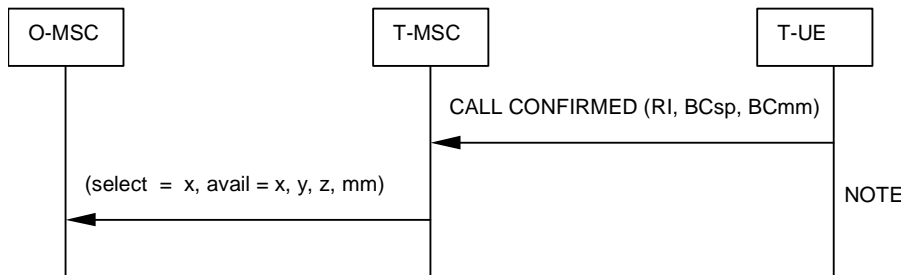 O-MSC
T-MSC
T-UE
CALL CONFIRMED (RI, BCsp, BCmm)
(select = x, avail = x, y, z, mm)
NOTE